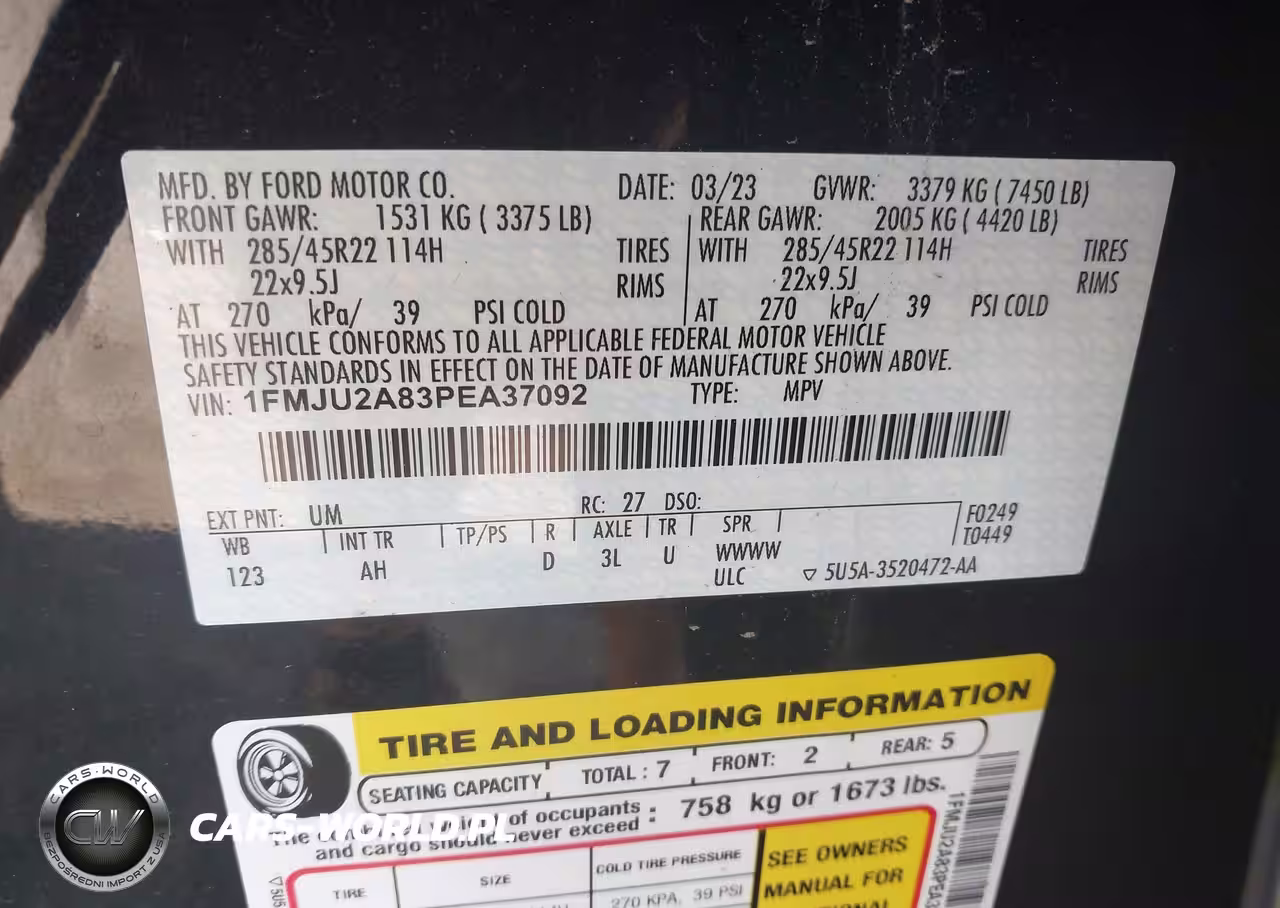 MFD. BY FORD MOTOR CO. DATE: 03/23 GVWR: 3379 KG ( 7450 LB)
FRONT GAWR: 1531 KG ( 3375 LB) REAR GAWR: 2005 KG ( 4420 LB)
WITH 285/45R22 114H TIRES WITH 285/45R22 114H TIRES
22x9.5J RIMS 22x9.5J RIMS
AT 270 kPa/ 39 PSI COLD AT 270 kPa/ 39 PSI COLD
THIS VEHICLE CONFORMS TO ALL APPLICABLE FEDERAL MOTOR VEHICLE
SAFETY STANDARDS IN EFFECT ON THE DATE OF MANUFACTURE SHOWN ABOVE.
VIN: 1FMJU2A83PEA37092 TYPE: MPV
EXT PNT: UM RC: 27 DSO:
WB INT TR TP/PS R AXLE TR SPR F0249
T0449
123 AH D 3L U WWWW
ULC ▽ 5U5A-3520472-AA
TIRE AND LOADING INFORMATION
SEATING CAPACITY TOTAL : 7 FRONT: 2 REAR: 5
The of occupants : 758 kg or 1673 lbs.
and cargo should never exceed
TIRE SIZE COLD TIRE PRESSURE SEE OWNERS
270 KPA, 39 PSI MANUAL FOR
1FMJU2A83PEA3
▽ 5U5
CARS-WORLD
CW
BEZPOŚREDNI IMPORT Z USA
CARS-WORLD.PL